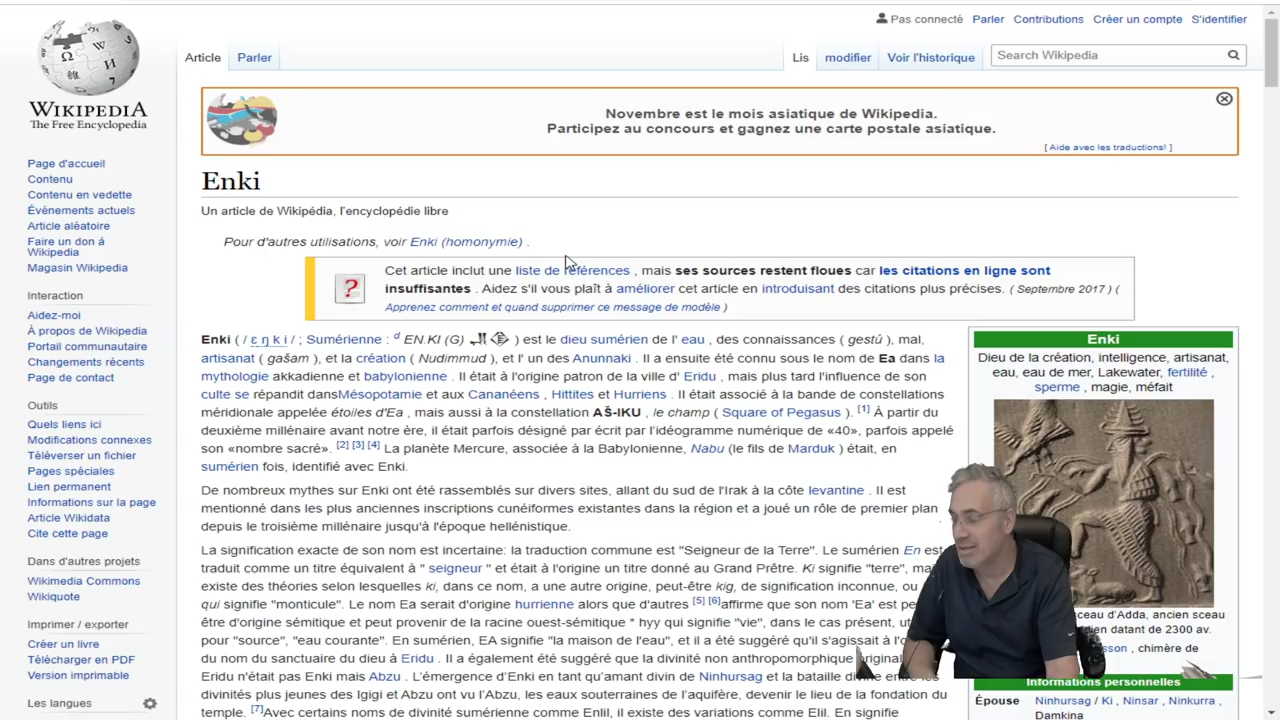 Pas connecté Parler Contributions Créer un compte S'identifier
Article Parler Lis modifier Voir l'historique Search Wikipedia
WIKIPEDIA
The Free Encyclopedia
Page d'accueil
Contenu
Contenu en vedette
Événements actuels
Article aléatoire
Faire un don à
Wikipedia
Magasin Wikipedia
Interaction
Aidez-moi
À propos de Wikipedia
Portail communautaire
Changements récents
Page de contact
Outils
Quels liens ici
Modifications connexes
Téléverser un fichier
Pages spéciales
Lien permanent
Informations sur la page
Article Wikidata
Cite cette page
Dans d'autres projets
Wikimedia Commons
Wikiquote
Imprimer / exporter
Créer un livre
Télécharger en PDF
Version imprimable
Les langues
Novembre est le mois asiatique de Wikipedia.
Participez au concours et gagnez une carte postale asiatique.
[ Aide avec les traductions! ]
Enki
Un article de Wikipédia, l'encyclopédie libre
Pour d'autres utilisations, voir Enki (homonymie) .
Cet article inclut une liste de références , mais ses sources restent floues car les citations en ligne sont
insuffisantes . Aidez s'il vous plaît à améliorer cet article en introduisant des citations plus précises. ( Septembre 2017 ) (
Apprenez comment et quand supprimer ce message de modèle )
Enki ( / ɛ ŋ k i / ; Sumérienne : d EN.KI (G) ) est le dieu sumérien de l' eau , des connaissances ( gestú ), mal,
artisanat ( gašam ), et la création ( Nudimmud ), et l' un des Anunnaki . Il a ensuite été connu sous le nom de Ea dans la
mythologie akkadienne et babylonienne . Il était à l'origine patron de la ville d' Eridu , mais plus tard l'influence de son
culte se répandit dansMésopotamie et aux Cananéens , Hittites et Hurriens . Il était associé à la bande de constellations
méridionale appelée étoiles d'Ea , mais aussi à la constellation AŠ-IKU , le champ ( Square of Pegasus ) . [1] À partir du
deuxième millénaire avant notre ère, il était parfois désigné par écrit par l'idéogramme numérique de «40», parfois appelé
son «nombre sacré». [2] [3] [4] La planète Mercure, associée à la Babylonienne, Nabu (le fils de Marduk ) était, en
sumérien fois, identifié avec Enki.
De nombreux mythes sur Enki ont été rassemblés sur divers sites, allant du sud de l'Irak à la côte levantine . Il est
mentionné dans les plus anciennes inscriptions cunéiformes existantes dans la région et a joué un rôle de premier plan
depuis le troisième millénaire jusqu'à l'époque hellénistique.
La signification exacte de son nom est incertaine: la traduction commune est "Seigneur de la Terre". Le sumérien En est
traduit comme un titre équivalent à " seigneur " et était à l'origine un titre donné au Grand Prêtre. Ki signifie "terre", mais
existe des théories selon lesquelles ki, dans ce nom, a une autre origine, peut-être kig, de signification inconnue, ou
qui signifie "monticule". Le nom Ea serait d'origine hurrienne alors que d'autres [5] [6]affirme que son nom 'Ea' est
être d'origine sémitique et peut provenir de la racine ouest-sémitique * hyy qui signifie "vie", dans le cas présent,
pour "source", "eau courante". En sumérien, EA signifie "la maison de l'eau", et il a été suggéré qu'il s'agissait à
du nom du sanctuaire du dieu à Eridu . Il a également été suggéré que la divinité non anthropomorphique
Eridu n'était pas Enki mais Abzu . L'émergence d'Enki en tant qu'amant divin de Ninhursag et la bataille divine entre les
divinités plus jeunes des Igigi et Abzu ont vu l'Abzu, les eaux souterraines de l'aquifère, devenir le lieu de la fondation du
temple. [7]Avec certains noms de divinité sumérienne comme Enlil, il existe des variations comme Elil. En signifie
Enki
Dieu de la création, intelligence, artisanat,
eau, eau de mer, Lakewater, fertilité ,
sperme , magie, méfait
sceau d'Adda, ancien sceau
datant de 2300 av.
chimère de
Informations personnelles
Épouse Ninhursag / Ki , Ninsar , Ninkurra ,
Damkina